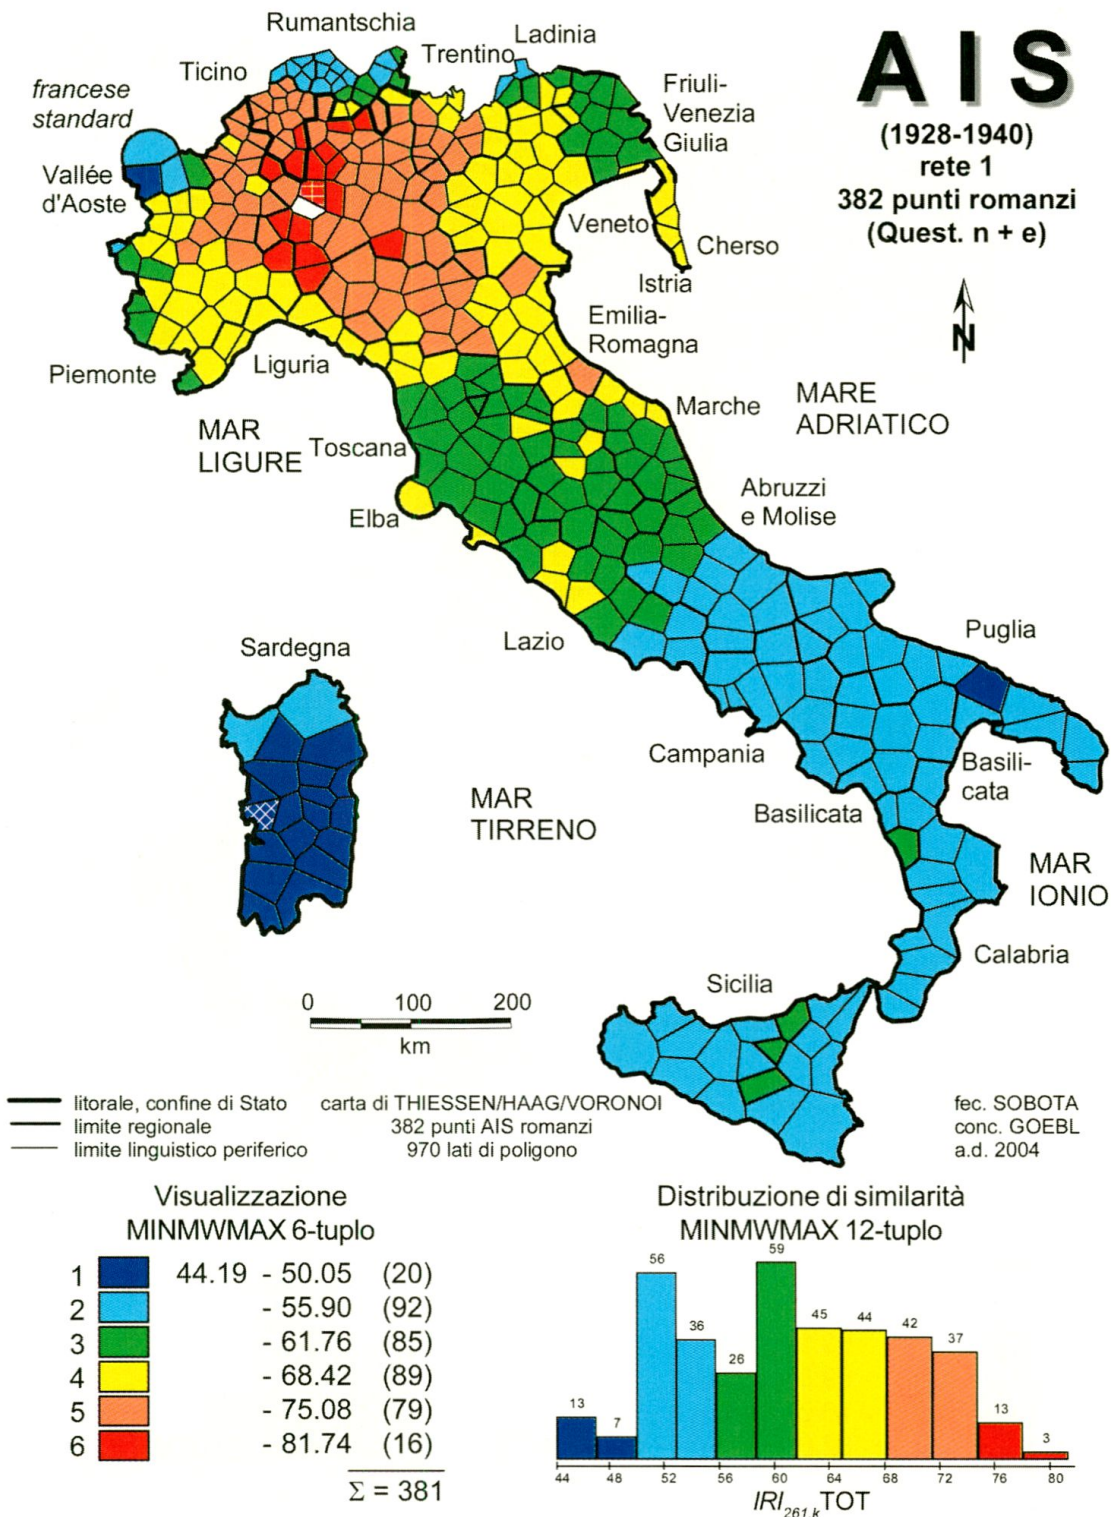 Rumantschia
Ladinia
Trentino
Ticino
francese
standard
Friuli-
Venezia
Giulia
Vallée
d'Aoste
Veneto
Cherso
Istria
Emilia-
Romagna
Liguria
Piemonte
AIS
(1928-1940)
rete 1
382 punti romanzi
(Quest. n + e)
N
MARE
ADRIATICO
Marche
MAR
LIGURE
Toscana
Elba
Abruzzi
e Molise
Lazio
Puglia
Sardegna
Campania
Basili-
cata
Basilicata
MAR
TIRRENO
MAR
IONIO
Calabria
Sicilia
0 100 200
km
litorale, confine di Stato
limite regionale
limite linguistico periferico
carta di THIESSEN/HAAG/VORONOI
382 punti AIS romanzi
970 lati di poligono
fec. SOBOTA
conc. GOEBL
a.d. 2004
Visualizzazione
MINMWMAX 6-tuplo
1 44.19 - 50.05 (20)
2 - 55.90 (92)
3 - 61.76 (85)
4 - 68.42 (89)
5 - 75.08 (79)
6 - 81.74 (16)
Σ = 381
Distribuzione di similarità
MINMWMAX 12-tuplo
13 7 56 36 26 59 45 44 42 37 13 3
44 48 52 56 60 64 68 72 76 80
IRI261,k TOT